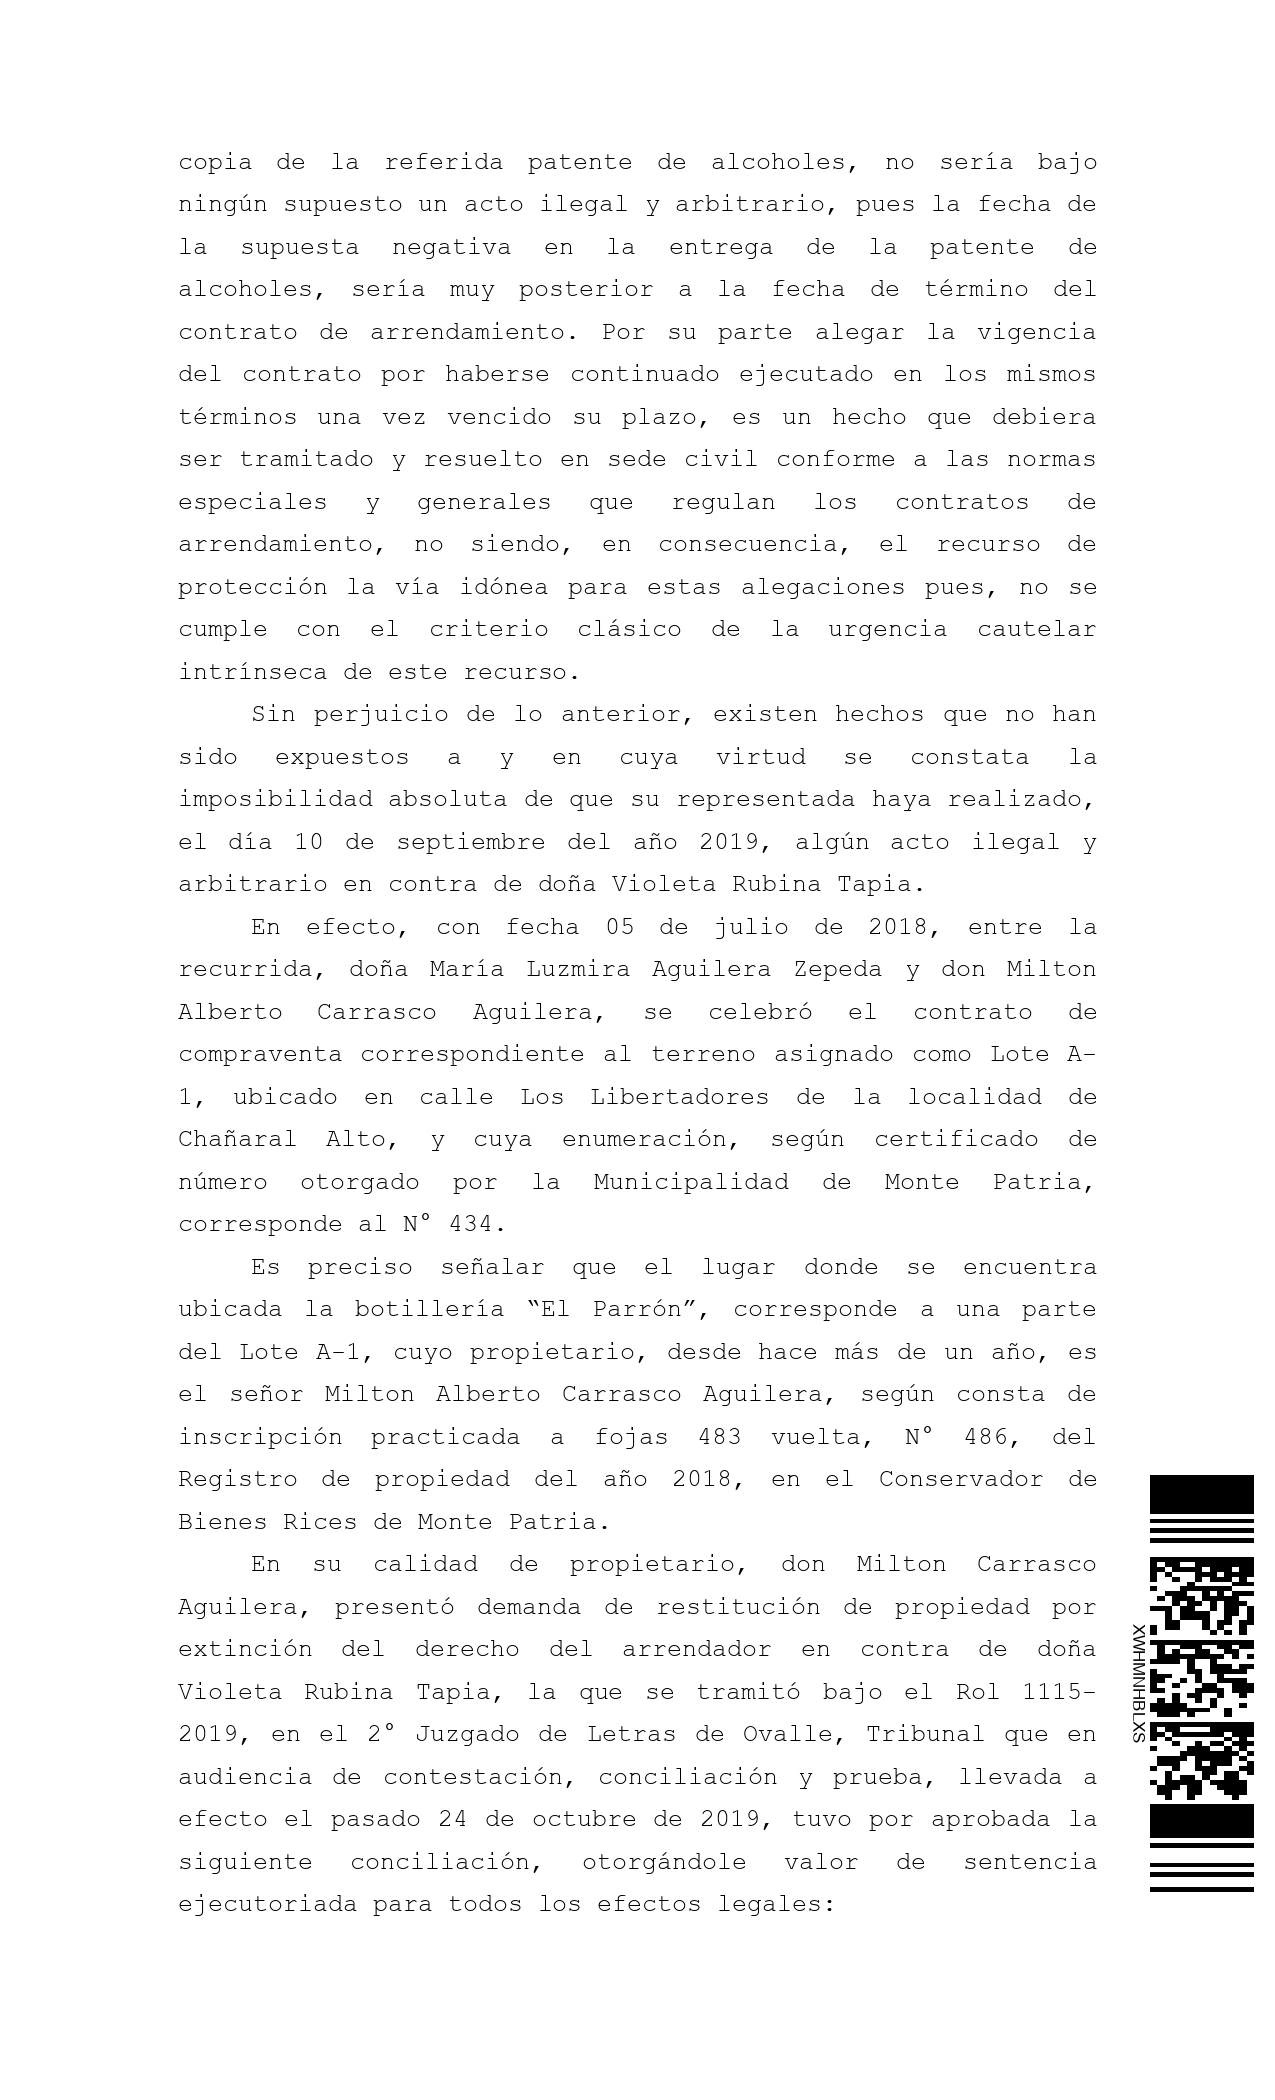 copia de la referida patente de alcoholes, no sería bajo
ningún supuesto un acto ilegal y arbitrario, pues la fecha de
la supuesta negativa en la entrega de la patente de
alcoholes, sería muy posterior a la fecha de término del
contrato de arrendamiento. Por su parte alegar la vigencia
del contrato por haberse continuado ejecutado en los mismos
términos una vez vencido su plazo, es un hecho que debiera
ser tramitado y resuelto en sede civil conforme a las normas
especiales y generales que regulan los contratos de
arrendamiento, no siendo, en consecuencia, el recurso de
protección la vía idónea para estas alegaciones pues, no se
cumple con el criterio clásico de la urgencia cautelar
intrínseca de este recurso.
Sin perjuicio de lo anterior, existen hechos que no han
sido expuestos a y en cuya virtud se constata la
imposibilidad absoluta de que su representada haya realizado,
el día 10 de septiembre del año 2019, algún acto ilegal y
arbitrario en contra de doña Violeta Rubina Tapia.
En efecto, con fecha 05 de julio de 2018, entre la
recurrida, doña María Luzmira Aguilera Zepeda y don Milton
Alberto Carrasco Aguilera, se celebró el contrato de
compraventa correspondiente al terreno asignado como Lote A-
1, ubicado en calle Los Libertadores de la localidad de
Chañaral Alto, y cuya enumeración, según certificado de
número otorgado por la Municipalidad de Monte Patria,
corresponde al N° 434.
Es preciso señalar que el lugar donde se encuentra
ubicada la botillería “El Parrón”, corresponde a una parte
del Lote A-1, cuyo propietario, desde hace más de un año, es
el señor Milton Alberto Carrasco Aguilera, según consta de
inscripción practicada a fojas 483 vuelta, N° 486, del
Registro de propiedad del año 2018, en el Conservador de
Bienes Rices de Monte Patria.
En su calidad de propietario, don Milton Carrasco
Aguilera, presentó demanda de restitución de propiedad por
extinción del derecho del arrendador en contra de doña
Violeta Rubina Tapia, la que se tramitó bajo el Rol 1115-
2019, en el 2° Juzgado de Letras de Ovalle, Tribunal que en
audiencia de contestación, conciliación y prueba, llevada a
efecto el pasado 24 de octubre de 2019, tuvo por aprobada la
siguiente conciliación, otorgándole valor de sentencia
ejecutoriada para todos los efectos legales:
XWHMNHBLXS